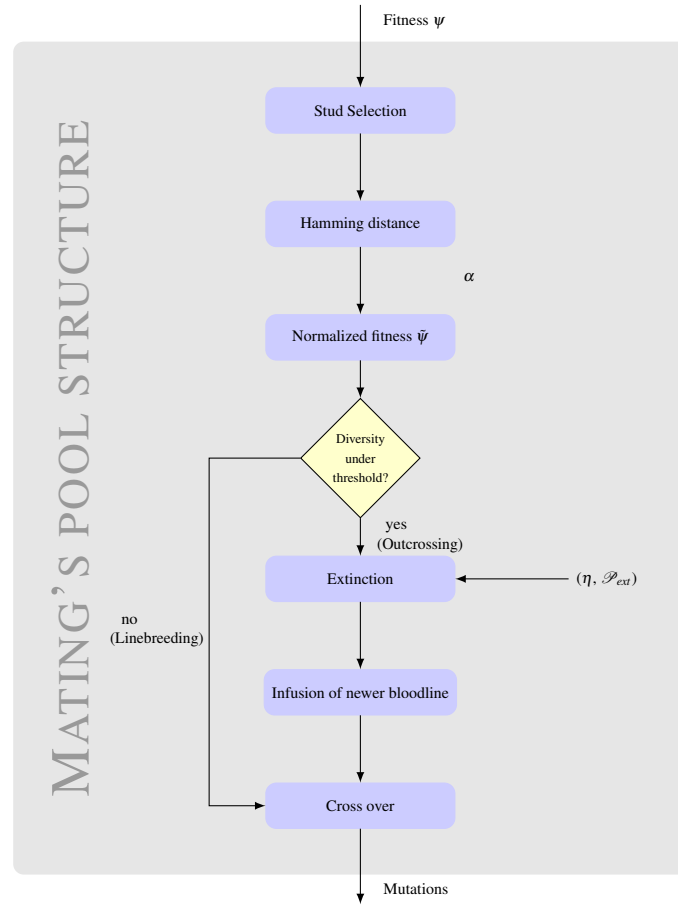 Fitness ψ
MATING'S POOL STRUCTURE
Stud Selection
Hamming distance
α
Normalized fitness ψ̃
Diversity
under
threshold?
yes
(Outcrossing)
Extinction
(η, 𝒫ext)
no
(Linebreeding)
Infusion of newer bloodline
Cross over
Mutations